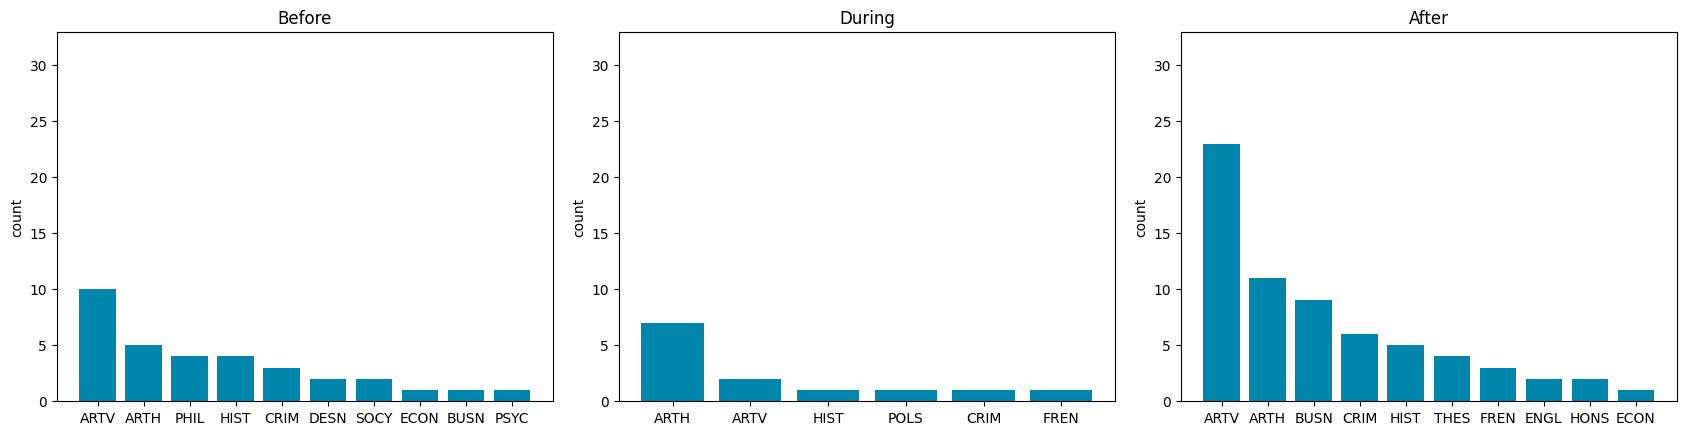 Before
count
30
25
20
15
10
5
0
ARTV ARTH PHIL HIST CRIM DESN SOCY ECON BUSN PSYC
During
count
30
25
20
15
10
5
0
ARTH ARTV HIST POLS CRIM FREN
After
count
30
25
20
15
10
5
0
ARTV ARTH BUSN CRIM HIST THES FREN ENGL HONS ECON